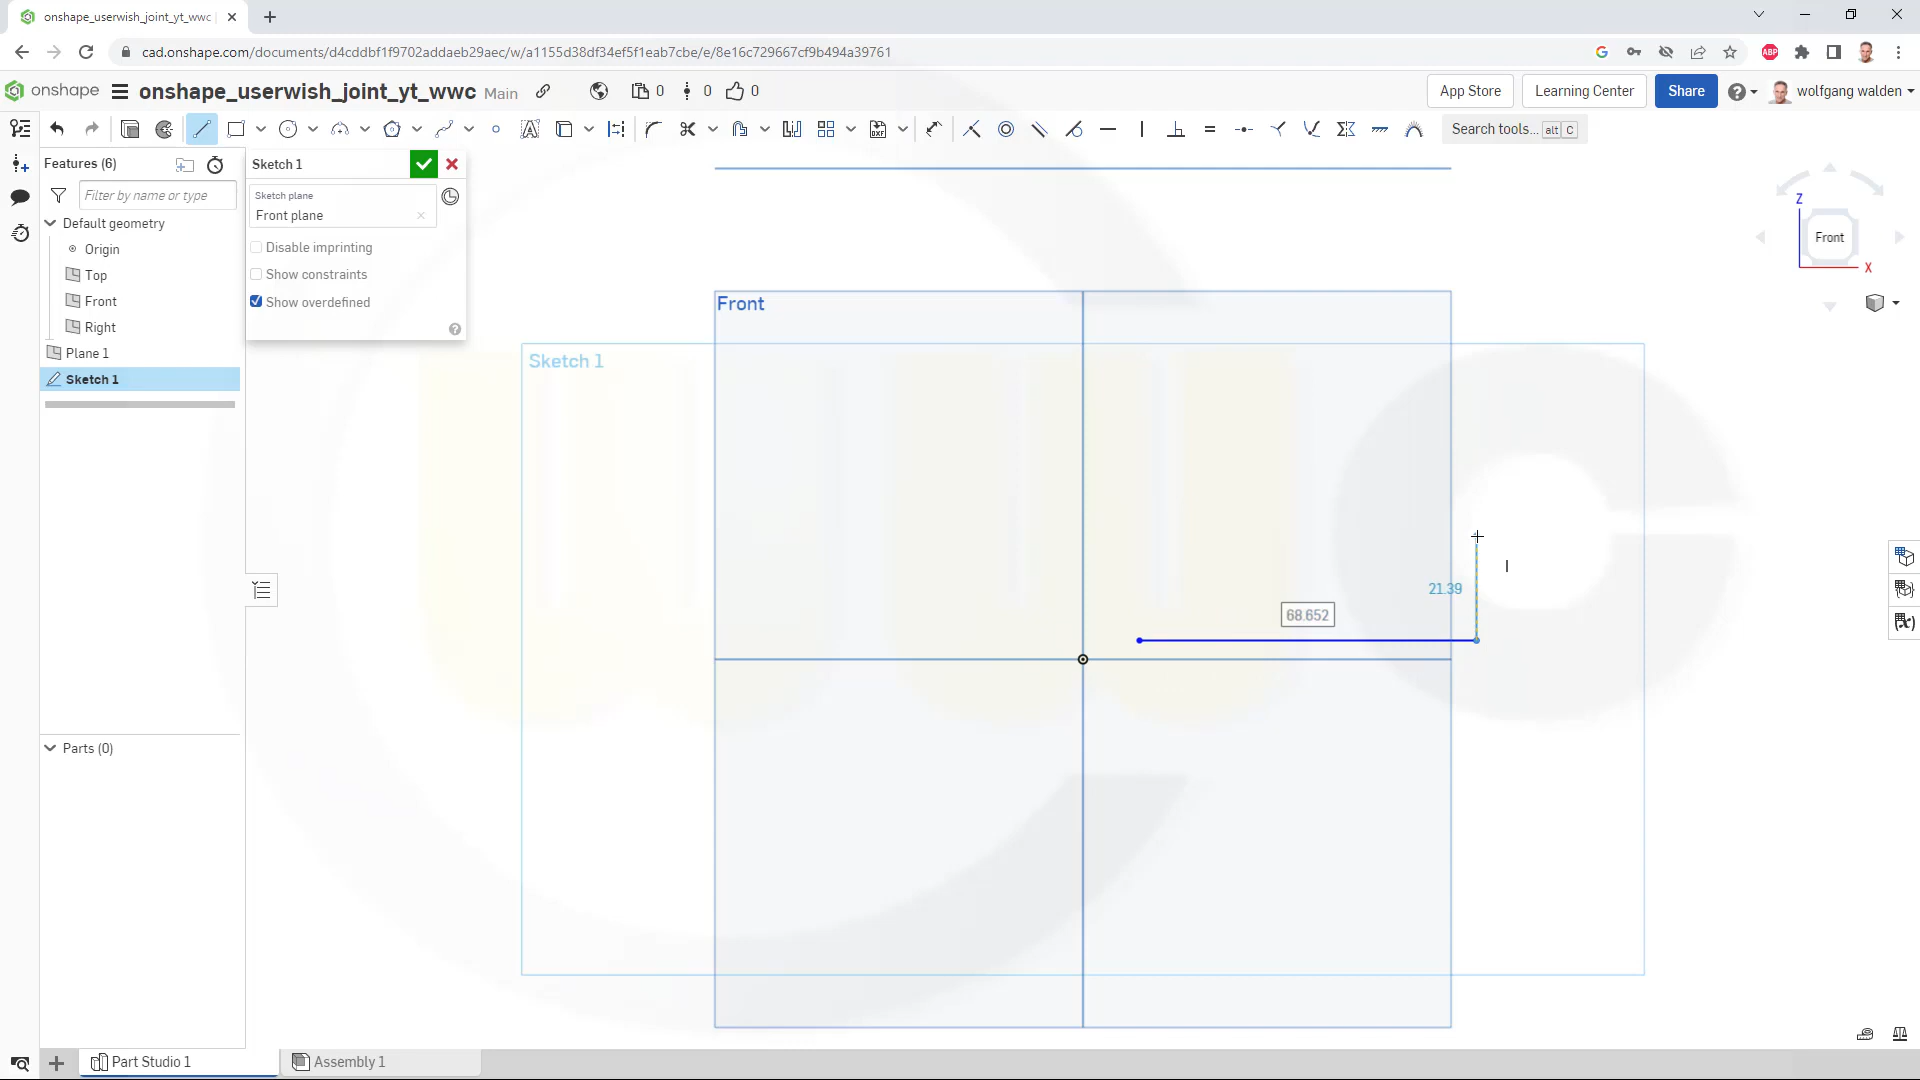 onshape_userwish_joint_yt_wwc
cad.onshape.com/documents/d4cddbf1f9702addaeb29aec/w/a1155d38df34ef5f1eab7cbe/e/8e16c729667cf9b494a39761
ABP
onshape
onshape_userwish_joint_yt_wwc Main
0
0
0
App Store
Learning Center
Share
wolfgang walden
DXF
Search tools... alt C
Features (6)
Filter by name or type
Default geometry
Origin
Top
Front
Right
Plane 1
Sketch 1
Parts (0)
Sketch 1
Sketch plane
Front plane
Disable imprinting
Show constraints
Show overdefined
Front
Sketch 1
68.652
21.39
Z
Front
X
wwc
Part Studio 1
Assembly 1